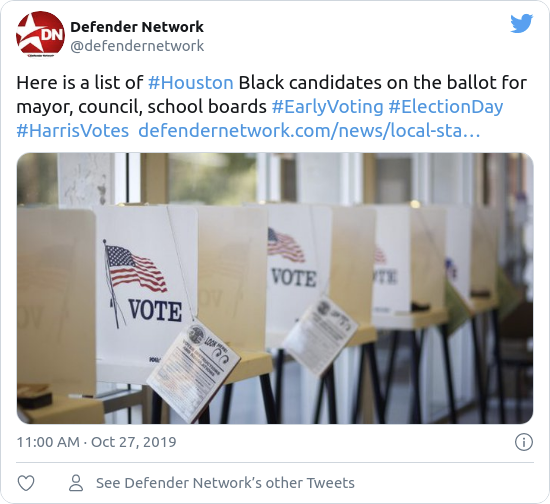 DN
Defender Network
@defendernetwork
Here is a list of #Houston Black candidates on the ballot for
mayor, council, school boards #EarlyVoting #ElectionDay
#HarrisVotes defendernetwork.com/news/local-sta…
VOTE
VOTE
11:00 AM · Oct 27, 2019
See Defender Network's other Tweets